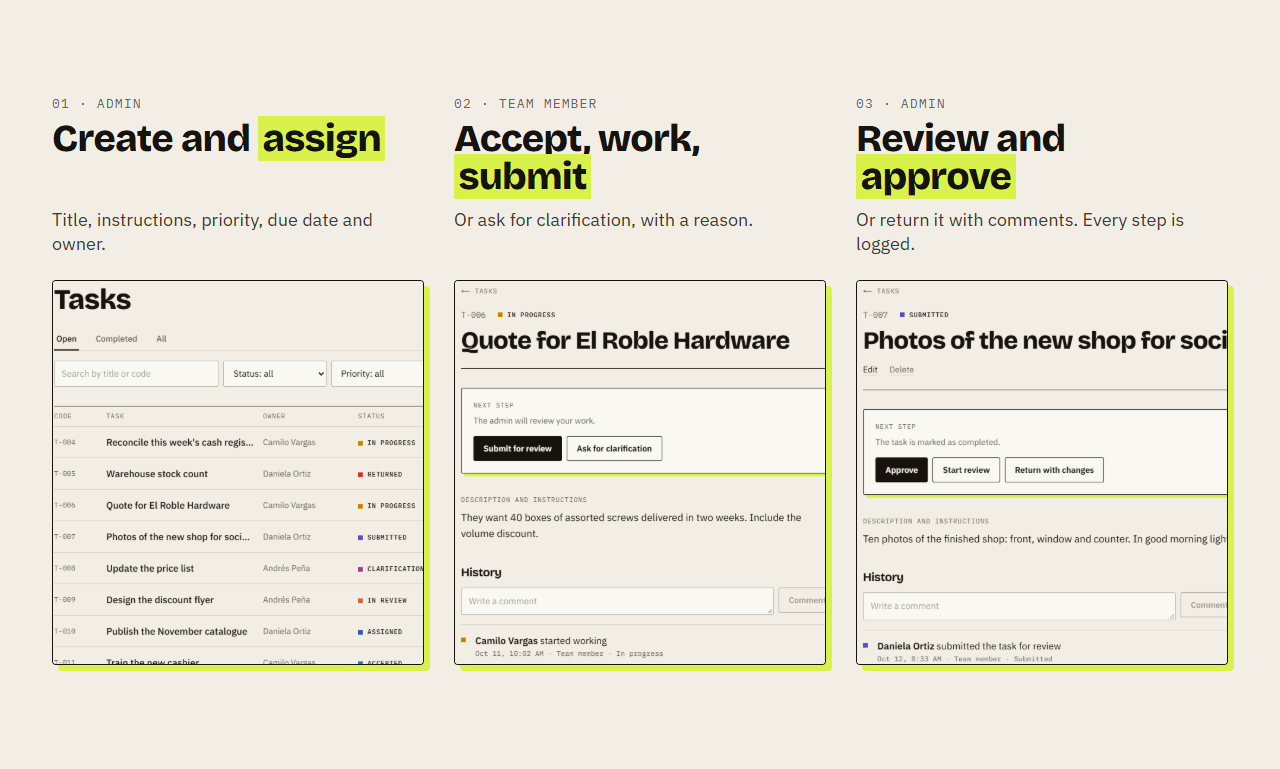 01 · ADMIN
Create and assign
Title, instructions, priority, due date and
owner.
Tasks
Open Completed All
Search by title or code Status: all Priority: all
CODE TASK OWNER STATUS
T-004 Reconcile this week's cash regis... Camilo Vargas IN PROGRESS
T-005 Warehouse stock count Daniela Ortiz RETURNED
T-006 Quote for El Roble Hardware Camilo Vargas IN PROGRESS
T-007 Photos of the new shop for soci... Daniela Ortiz SUBMITTED
T-008 Update the price list Andrés Peña CLARIFICATION
T-009 Design the discount flyer Andrés Peña IN REVIEW
T-010 Publish the November catalogue Daniela Ortiz ASSIGNED
T-011 Train the new cashier Camilo Vargas ACCEPTED
02 · TEAM MEMBER
Accept, work,
submit
Or ask for clarification, with a reason.
← TASKS
T-006 IN PROGRESS
Quote for El Roble Hardware
NEXT STEP
The admin will review your work.
Submit for review Ask for clarification
DESCRIPTION AND INSTRUCTIONS
They want 40 boxes of assorted screws delivered in two weeks. Include the
volume discount.
History
Write a comment Comment
Camilo Vargas started working
Oct 11, 10:02 AM · Team member · In progress
03 · ADMIN
Review and
approve
Or return it with comments. Every step is
logged.
← TASKS
T-007 SUBMITTED
Photos of the new shop for soci
Edit Delete
NEXT STEP
The task is marked as completed.
Approve Start review Return with changes
DESCRIPTION AND INSTRUCTIONS
Ten photos of the finished shop: front, window and counter. In good morning light
History
Write a comment Comment
Daniela Ortiz submitted the task for review
Oct 12, 8:33 AM · Team member · Submitted